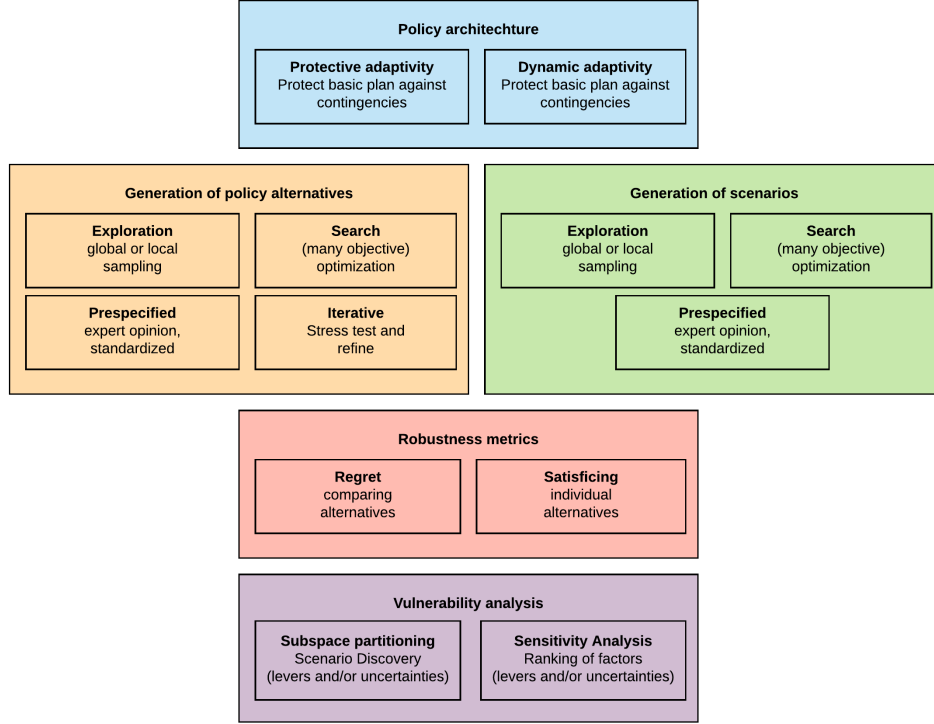 Policy architechture
Protective adaptivity
Protect basic plan against
contingencies
Dynamic adaptivity
Protect basic plan against
contingencies
Generation of policy alternatives
Exploration
global or local
sampling
Search
(many objective)
optimization
Prespecified
expert opinion,
standardized
Iterative
Stress test and
refine
Generation of scenarios
Exploration
global or local
sampling
Search
(many objective)
optimization
Prespecified
expert opinion,
standardized
Robustness metrics
Regret
comparing
alternatives
Satisficing
individual
alternatives
Vulnerability analysis
Subspace partitioning
Scenario Discovery
(levers and/or uncertainties)
Sensitivity Analysis
Ranking of factors
(levers and/or uncertainties)